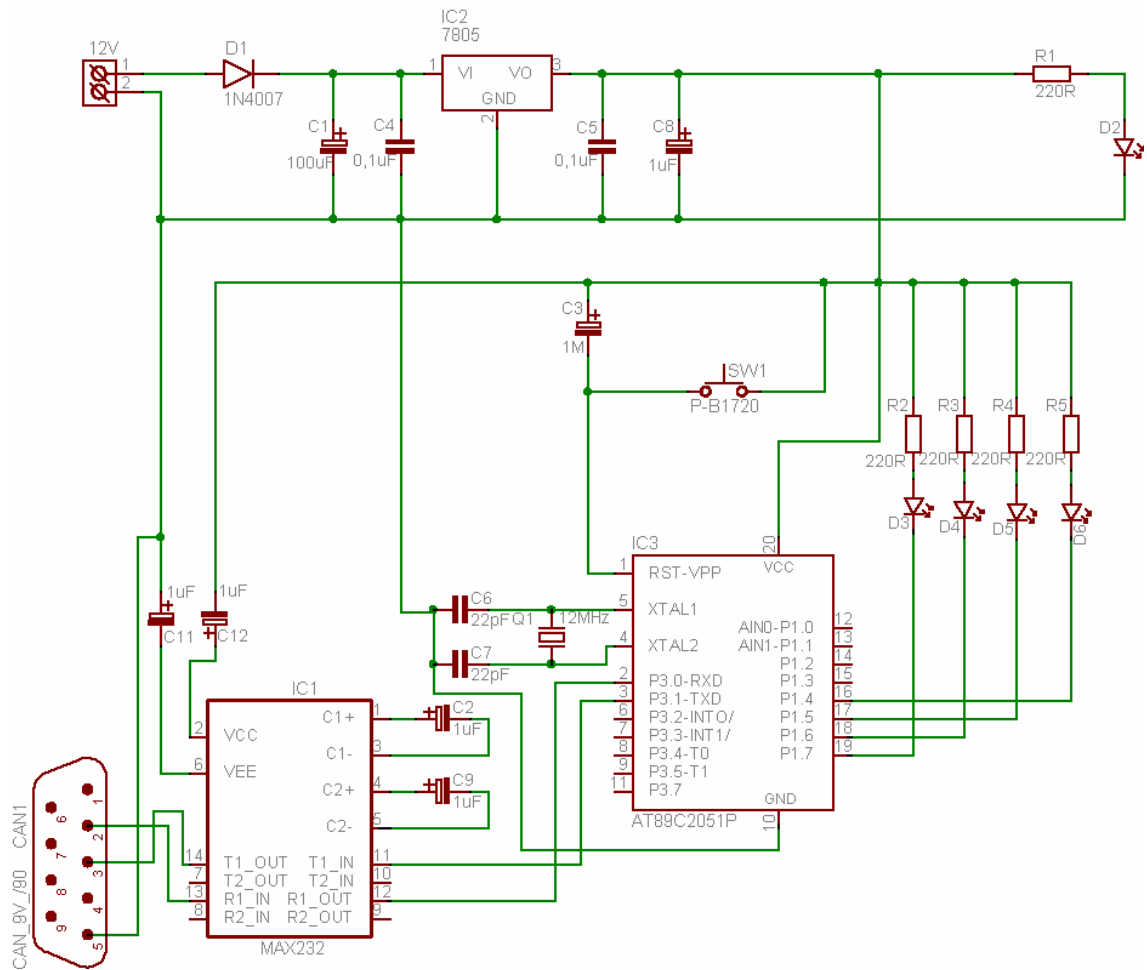 IC2
7805
12V
1
2
D1
1N4007
1
VI
VO
3
GND
2
R1
220R
C1
100uF
C4
0,1uF
C5
0,1uF
C8
1uF
D2
C3
1M
SW1
P-B1720
R2
R3
R4
R5
220R
220R
220R
220R
D3
D4
D5
D6
IC3
20
VCC
1
RST-VPP
5
XTAL1
4
XTAL2
2
P3.0-RXD
3
P3.1-TXD
6
P3.2-INTO/
7
P3.3-INT1/
8
P3.4-T0
9
P3.5-T1
11
P3.7
AIN0-P1.0
12
AIN1-P1.1
13
P1.2
14
P1.3
15
P1.4
16
P1.5
17
P1.6
18
P1.7
19
GND
10
AT89C2051P
C6
22pF
Q1
12MHz
C7
22pF
1uF
C11
1uF
C12
IC1
2
VCC
6
VEE
C1+
1
C1-
3
C2+
4
C2-
5
C2
1uF
C9
1uF
14
T1_OUT
T1_IN
11
7
T2_OUT
T2_IN
10
13
R1_IN
R1_OUT
12
8
R2_IN
R2_OUT
9
MAX232
CAN1
CAN_9V_/90
1
6
2
7
3
8
4
9
5